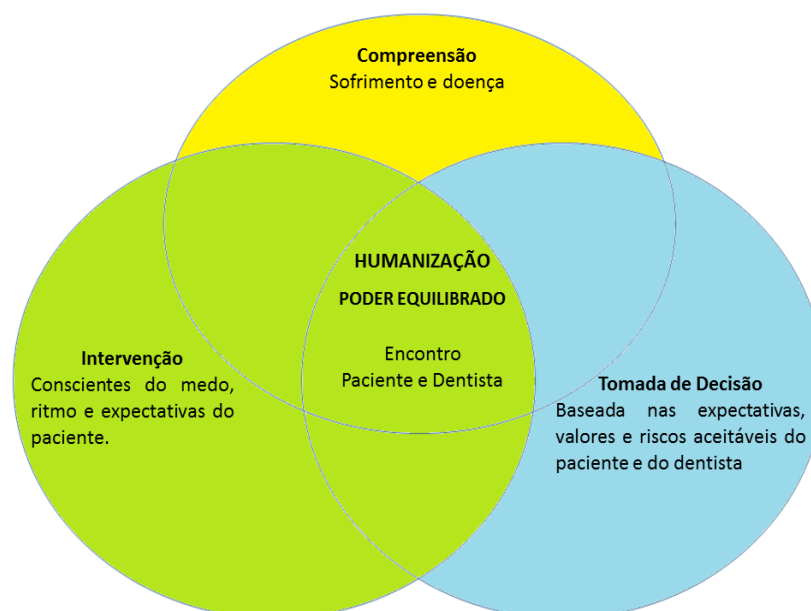 Compreensão
Sofrimento e doença
HUMANIZAÇÃO
PODER EQUILIBRADO
Encontro
Paciente e Dentista
Intervenção
Conscientes do medo,
ritmo e expectativas do
paciente.
Tomada de Decisão
Baseada nas expectativas,
valores e riscos aceitáveis do
paciente e do dentista